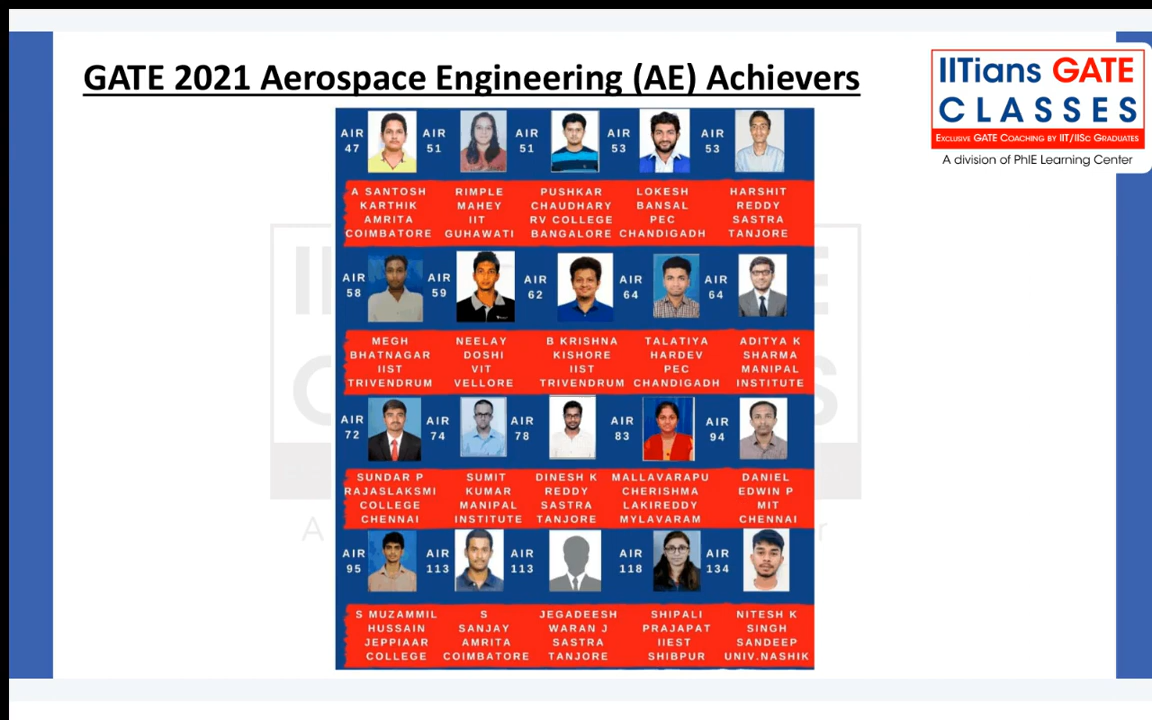 GATE 2021 Aerospace Engineering (AE) Achievers
IITians GATE
CLASSES
EXCLUSIVE GATE COACHING BY IIT/IISc GRADUATES
A division of PhIE Learning Center
AIR AIR AIR AIR AIR
47 51 51 53 53
A SANTOSH RIMPLE PUSHKAR LOKESH HARSHIT
KARTHIK MAHEY CHAUDHARY BANSAL REDDY
AMRITA IIT RV COLLEGE PEC SASTRA
COIMBATORE GUHAWATI BANGALORE CHANDIGADH TANJORE
AIR AIR AIR AIR AIR
58 59 62 64 64
MEGH NEELAY B KRISHNA TALATIYA ADITYA K
BHATNAGAR DOSHI KISHORE HARDEV SHARMA
IIST VIT IIST PEC MANIPAL
TRIVENDRUM VELLORE TRIVENDRUM CHANDIGADH INSTITUTE
AIR AIR AIR AIR AIR
72 74 78 83 94
SUNDAR P SUMIT DINESH K MALLAVARAPU DANIEL
RAJASLAKSMI KUMAR REDDY CHERISHMA EDWIN P
COLLEGE MANIPAL SASTRA LAKIREDDY MIT
CHENNAI INSTITUTE TANJORE MYLAVARAM CHENNAI
AIR AIR AIR AIR AIR
95 113 113 118 134
S MUZAMMIL S JEGADEESH SHIPALI NITESH K
HUSSAIN SANJAY WARAN J PRAJAPAT SINGH
JEPPIAAR AMRITA SASTRA IIEST SANDEEP
COLLEGE COIMBATORE TANJORE SHIBPUR UNIV.NASHIK